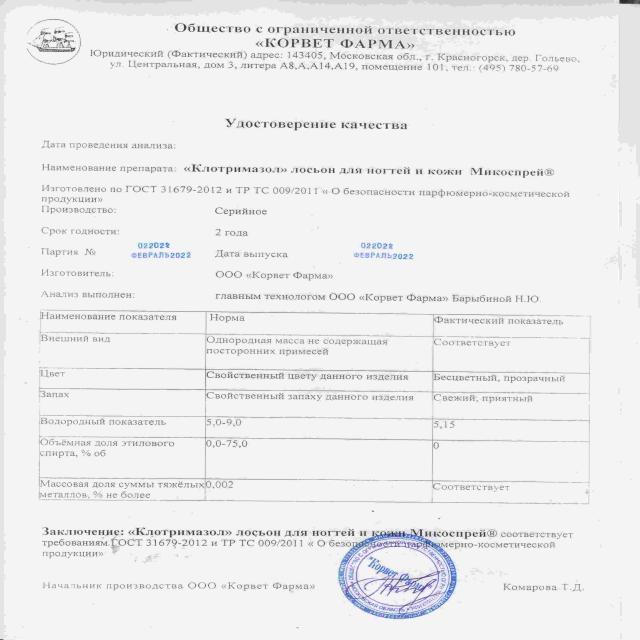 Общество с ограниченной ответственностью
«КОРВЕТ ФАРМА»
Юридический (Фактический) адрес: 143405, Московская обл., г. Красногорск, дер. Гольево,
ул. Центральная, дом 3, литера А8,А,А14,А19, помещение 101, тел.: (495) 780-57-69
Удостоверение качества
Дата проведения анализа:
Наименование препарата: «Клотримазол» лосьон для ногтей и кожи Микоспрей®
Изготовлено по ГОСТ 31679-2012 и ТР ТС 009/2011 « О безопасности парфюмерно-косметической
продукции»
Производство: Серийное
Срок годности: 2 года
Партия № 022022 Дата выпуска 022022
ФЕВРАЛЬ2022 ФЕВРАЛЬ2022
Изготовитель: ООО «Корвет Фарма»
Анализ выполнен: главным технологом ООО «Корвет Фарма» Барыбиной Н.Ю.
Наименование показателя Норма Фактический показатель
Внешний вид Однородная масса не содержащая Соответствует
посторонних примесей
Цвет Свойственный цвету данного изделия Бесцветный, прозрачный
Запах Свойственный запаху данного изделия Свежий, приятный
Водородный показатель 5,0-9,0 5,15
Объёмная доля этилового 0,0-75,0 0
спирта, % об
Массовая доля суммы тяжёлых 0,002 Соответствует
металлов, % не более
Заключение: «Клотримазол» лосьон для ногтей и кожи Микоспрей® соответствует
требованиям ГОСТ 31679-2012 и ТР ТС 009/2011 « О безопасности парфюмерно-косметической
продукции»
"Корвет Фарма"
Начальник производства ООО «Корвет Фарма» Комарова Т.Д.